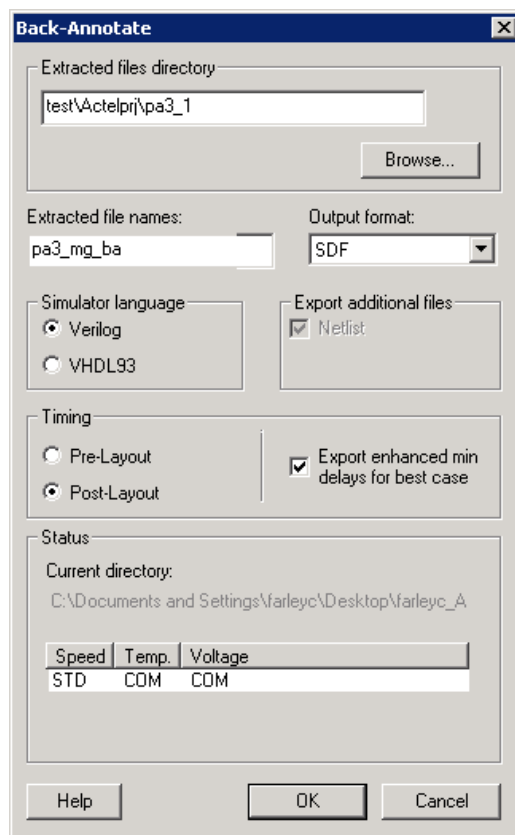 Back-Annotate
Extracted files directory
test\Actelprj\pa3_1
Browse...
Extracted file names:
Output format:
pa3_mg_ba
SDF
Simulator language
Export additional files
Verilog
Netlist
VHDL93
Timing
Pre-Layout
Export enhanced min
delays for best case
Post-Layout
Status
Current directory:
C:\Documents and Settings\farleyc\Desktop\farleyc_A
Speed Temp. Voltage
STD COM COM
Help OK Cancel